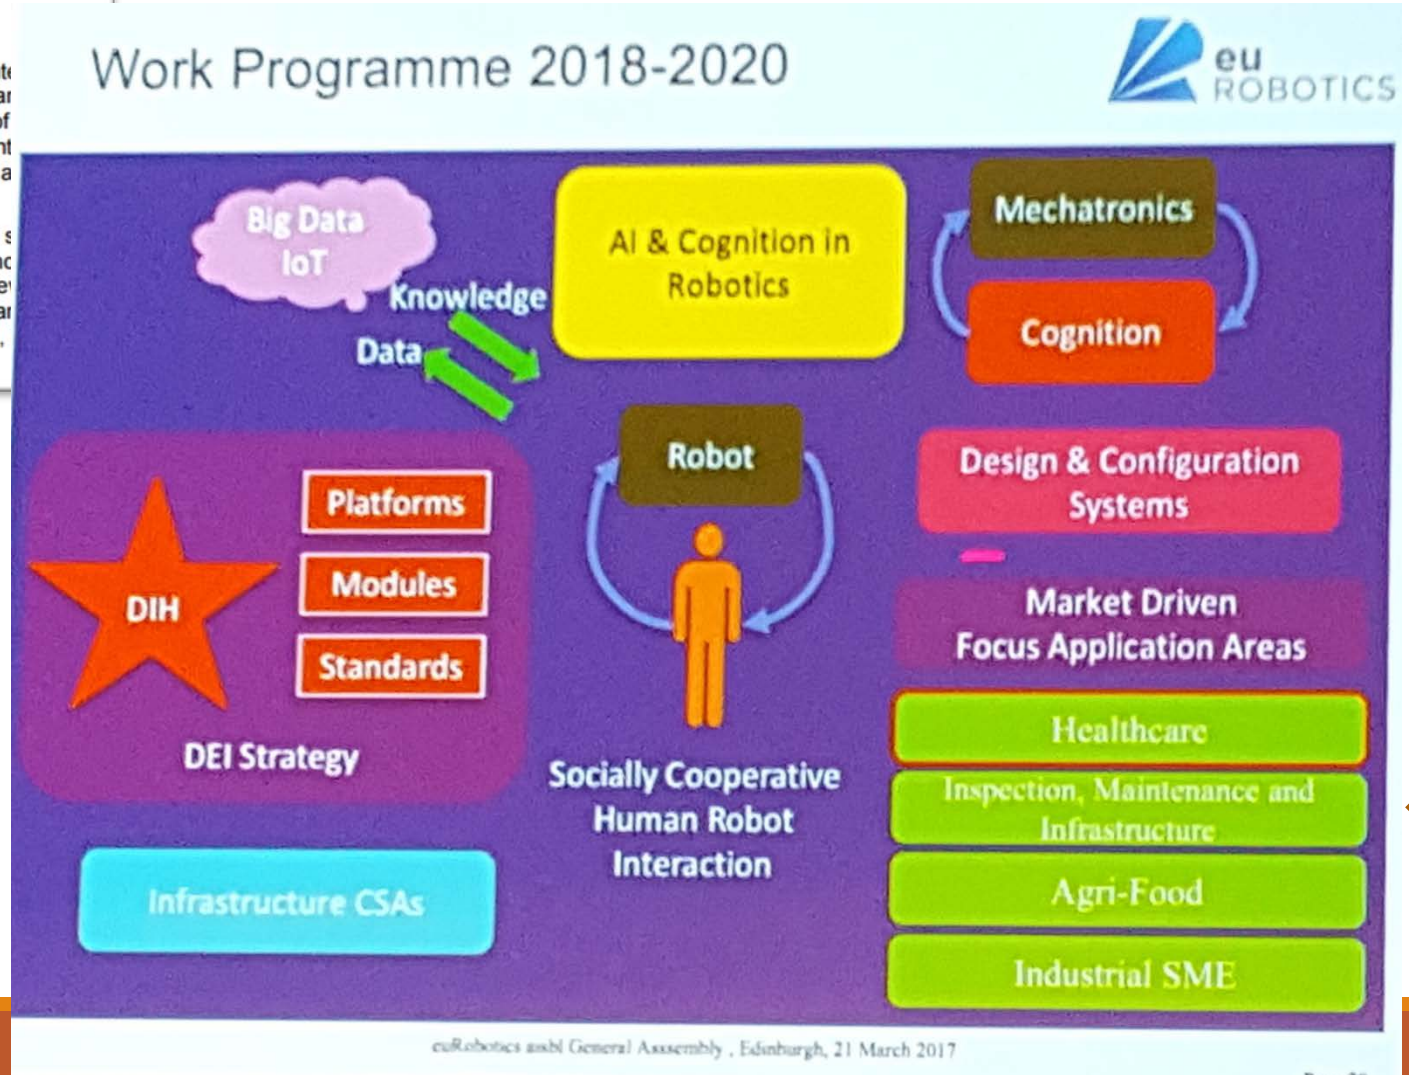 Work Programme 2018-2020
eu
ROBOTICS
Big Data
IoT
Knowledge
Data
AI & Cognition in
Robotics
Mechatronics
Cognition
Robot
Design & Configuration
Systems
DIH
Platforms
Modules
Standards
DEI Strategy
Market Driven
Focus Application Areas
Healthcare
Inspection, Maintenance and
Infrastructure
Agri-Food
Industrial SME
Socially Cooperative
Human Robot
Interaction
Infrastructure CSAs
euRobotics aisbl General Asssembly , Edinburgh, 21 March 2017